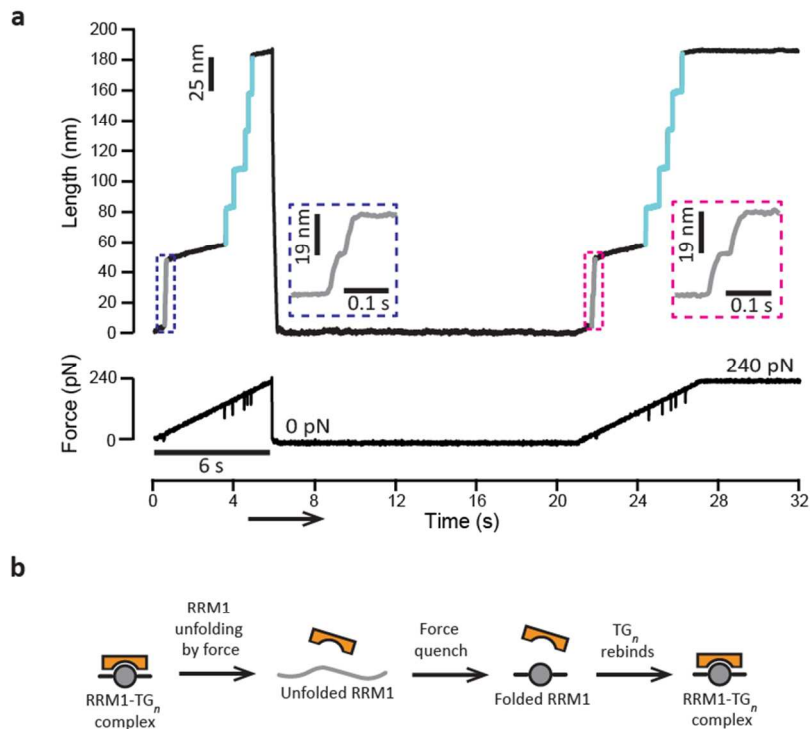 a
200
180
160
140
120
100
80
60
40
20
0
Length (nm)
25 nm
19 nm
0.1 s
19 nm
0.1 s
Force (pN)
240
0
0 pN
240 pN
6 s
0 4 8 12 16 20 24 28 32
Time (s)
b
RRM1
unfolding
by force
Force
quench
TGn
rebinds
RRM1-TGn
complex
Unfolded RRM1
Folded RRM1
RRM1-TGn
complex